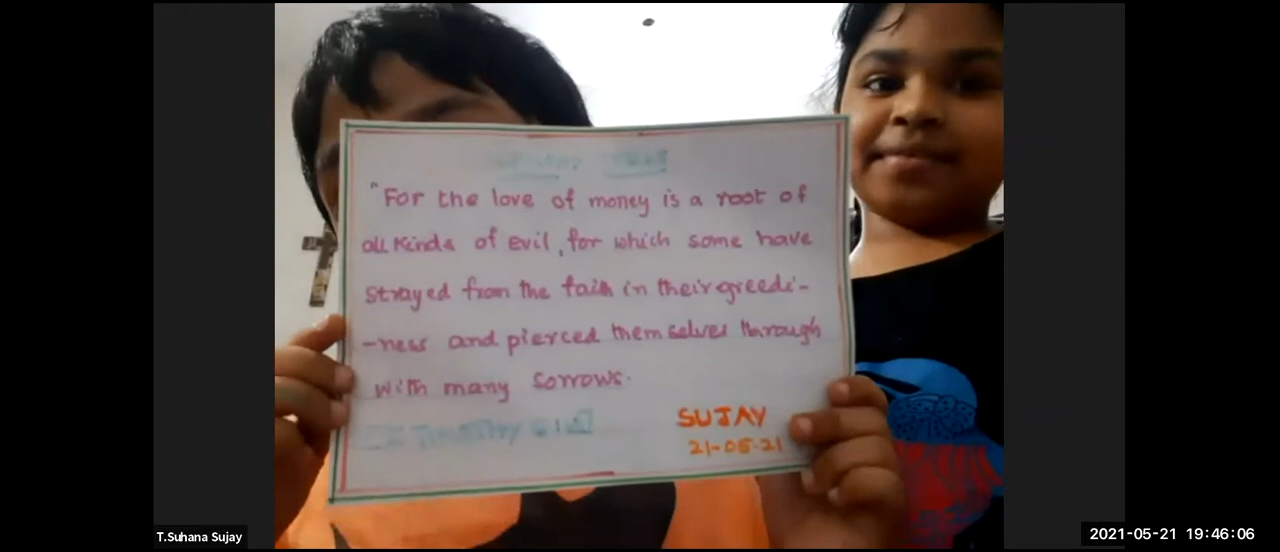 "For the love of money is a root of
all kinds of evil, for which some have
strayed from the faith in their greedi-
-ness and pierced themselves through
with many sorrows.
Timothy
SUJAY
21-05-21
T.Suhana Sujay
2021-05-21 19:46:06